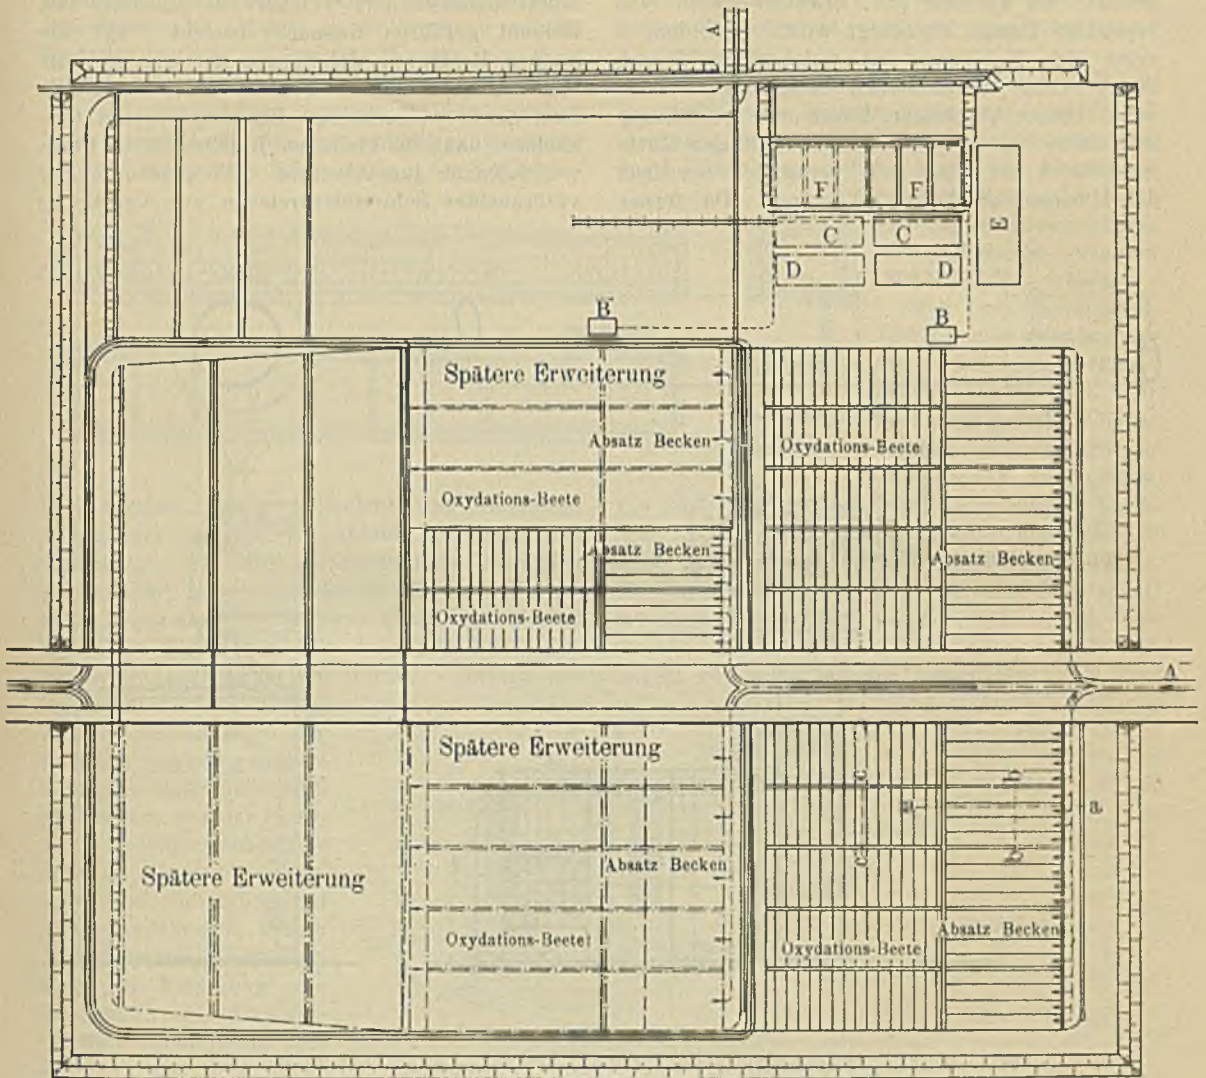 A
F F
E
C C
D D
B B
Spätere Erweiterung
Absatz Becken
Oxydations-Beete
Oxydations-Beete
Absatz Becken
Absatz Becken
Oxydations-Beete
A
Spätere Erweiterung
c
b
a a
c
b
Absatz Becken
Spätere Erweiterung
Absatz Becken
Oxydations-Beete
Oxydations-Beete